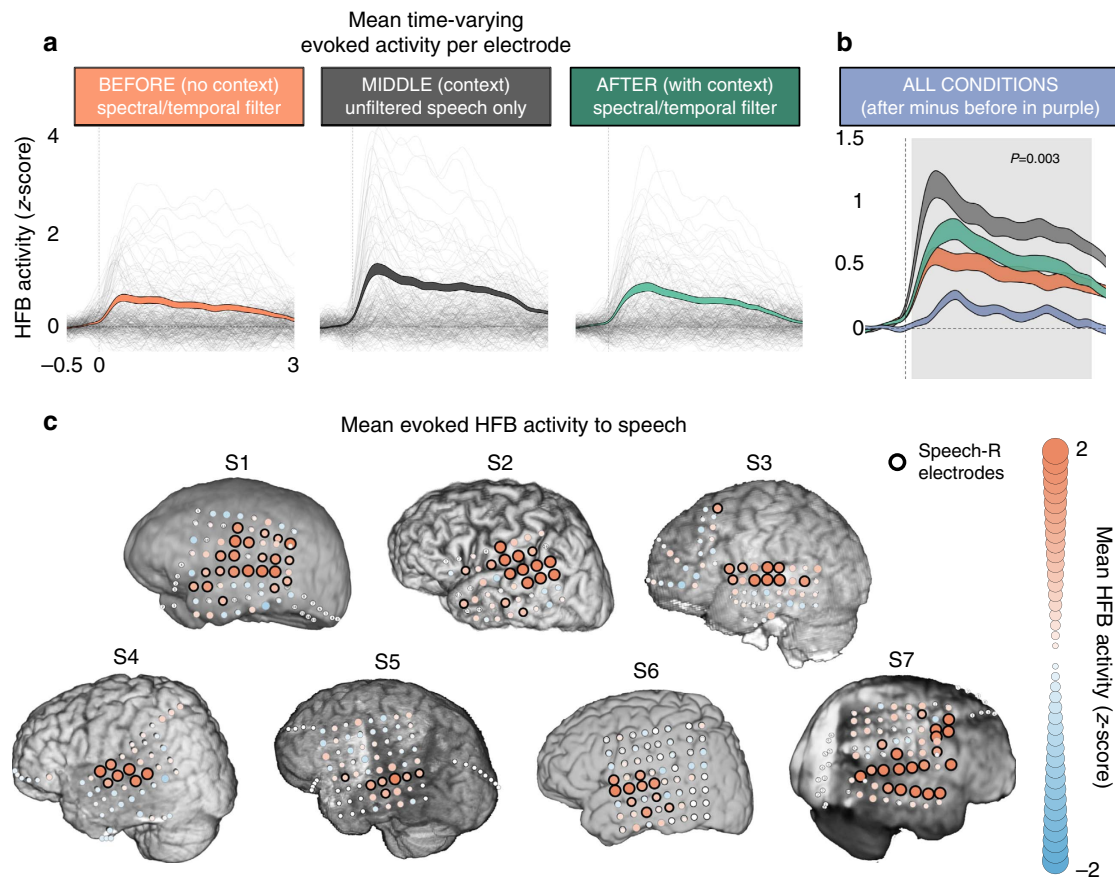 a
Mean time-varying
evoked activity per electrode
b
BEFORE (no context)
spectral/temporal filter
MIDDLE (context)
unfiltered speech only
AFTER (with context)
spectral/temporal filter
ALL CONDITIONS
(after minus before in purple)
HFB activity (z-score)
4
2
0
−0.5
0
3
1.5
1
0.5
0
P=0.003
c
Mean evoked HFB activity to speech
S1
S2
S3
Speech-R
electrodes
S4
S5
S6
S7
2
Mean HFB activity (z-score)
−2